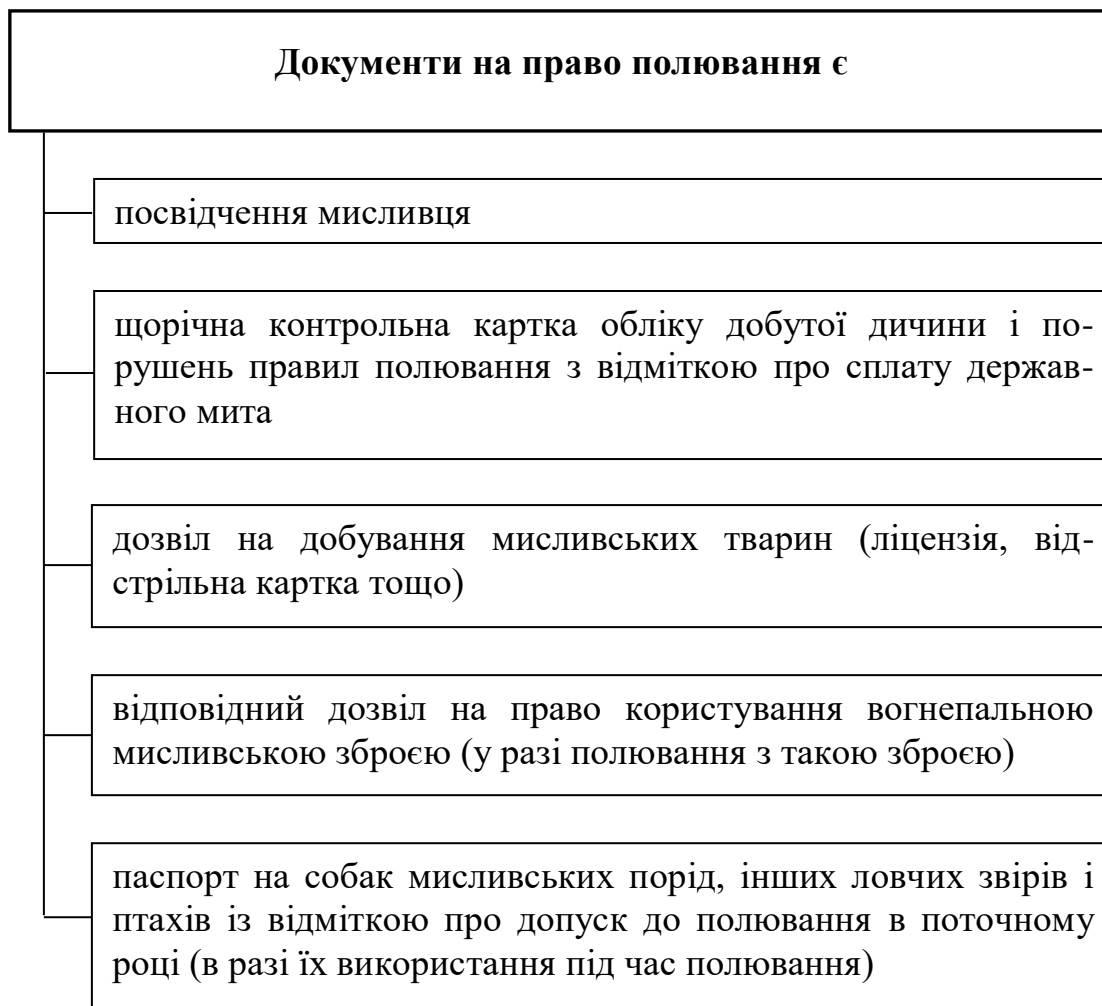 Документи на право полювання є
посвідчення мисливця
щорічна контрольна картка обліку добутої дичини і по-
рушень правил полювання з відміткою про сплату держав-
ного мита
дозвіл на добування мисливських тварин (ліцензія, від-
стрільна картка тощо)
відповідний дозвіл на право користування вогнепальною
мисливською зброєю (у разі полювання з такою зброєю)
паспорт на собак мисливських порід, інших ловчих звірів і
птахів із відміткою про допуск до полювання в поточному
році (в разі їх використання під час полювання)